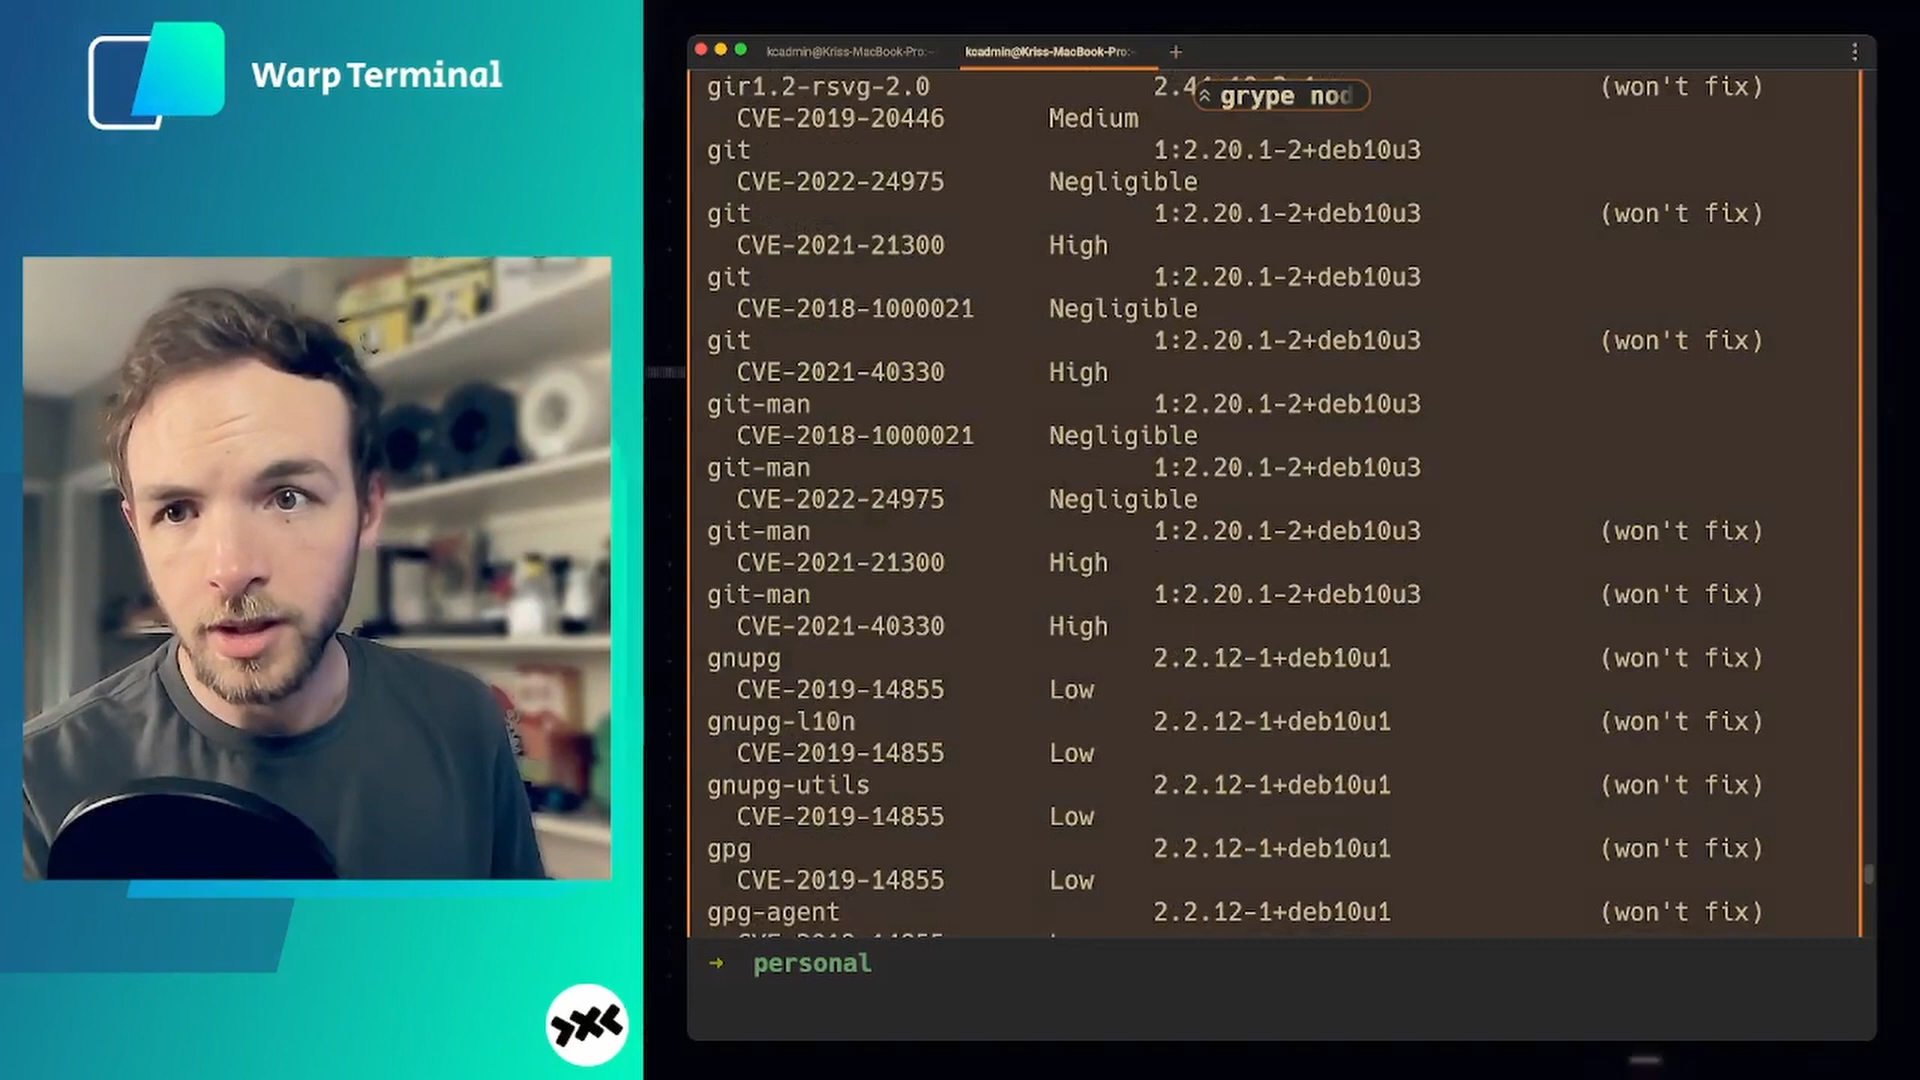 Warp Terminal
kcadmin@Kriss-MacBook-Pro:~
kcadmin@Kriss-MacBook-Pro:~
+
gir1.2-rsvg-2.0 (won't fix)
grype nod
CVE-2019-20446 Medium
git 1:2.20.1-2+deb10u3
CVE-2022-24975 Negligible
git 1:2.20.1-2+deb10u3 (won't fix)
CVE-2021-21300 High
git 1:2.20.1-2+deb10u3
CVE-2018-1000021 Negligible
git 1:2.20.1-2+deb10u3 (won't fix)
CVE-2021-40330 High
git-man 1:2.20.1-2+deb10u3
CVE-2018-1000021 Negligible
git-man 1:2.20.1-2+deb10u3
CVE-2022-24975 Negligible
git-man 1:2.20.1-2+deb10u3 (won't fix)
CVE-2021-21300 High
git-man 1:2.20.1-2+deb10u3 (won't fix)
CVE-2021-40330 High
gnupg 2.2.12-1+deb10u1 (won't fix)
CVE-2019-14855 Low
gnupg-l10n 2.2.12-1+deb10u1 (won't fix)
CVE-2019-14855 Low
gnupg-utils 2.2.12-1+deb10u1 (won't fix)
CVE-2019-14855 Low
gpg 2.2.12-1+deb10u1 (won't fix)
CVE-2019-14855 Low
gpg-agent 2.2.12-1+deb10u1 (won't fix)
→ personal